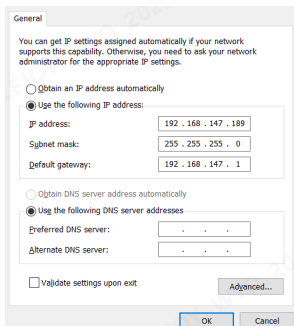 General
You can get IP settings assigned automatically if your network
supports this capability. Otherwise, you need to ask your network
administrator for the appropriate IP settings.
Obtain an IP address automatically
Use the following IP address:
IP address: 192 . 168 . 147 . 189
Subnet mask: 255 . 255 . 255 . 0
Default gateway: 192 . 168 . 147 . 1
Obtain DNS server address automatically
Use the following DNS server addresses
Preferred DNS server: . . .
Alternate DNS server: . . .
Validate settings upon exit
Advanced...
OK Cancel